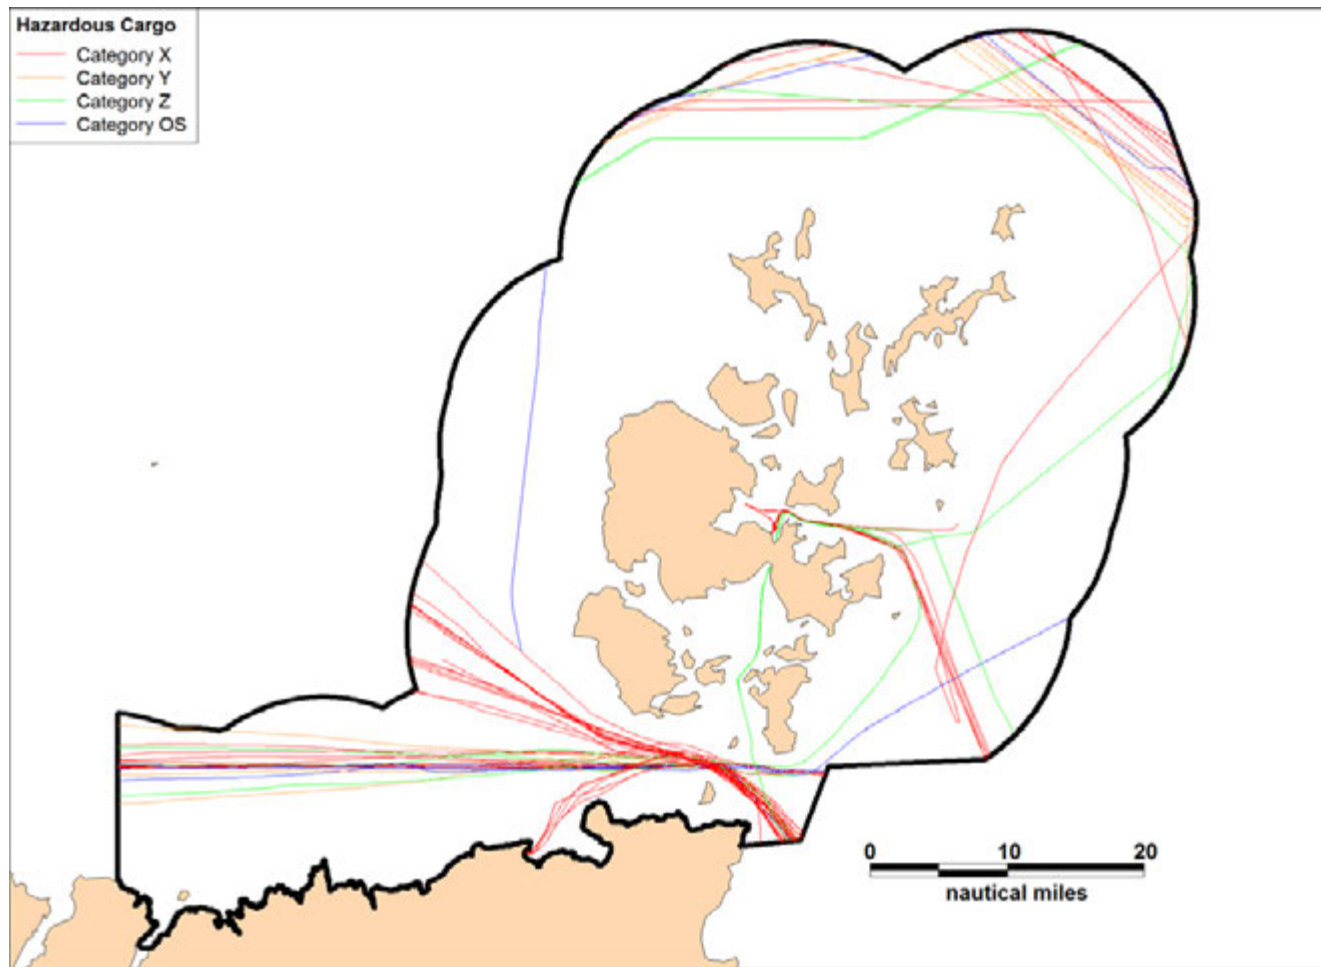 Hazardous Cargo
Category X
Category Y
Category Z
Category OS
0 10 20
nautical miles